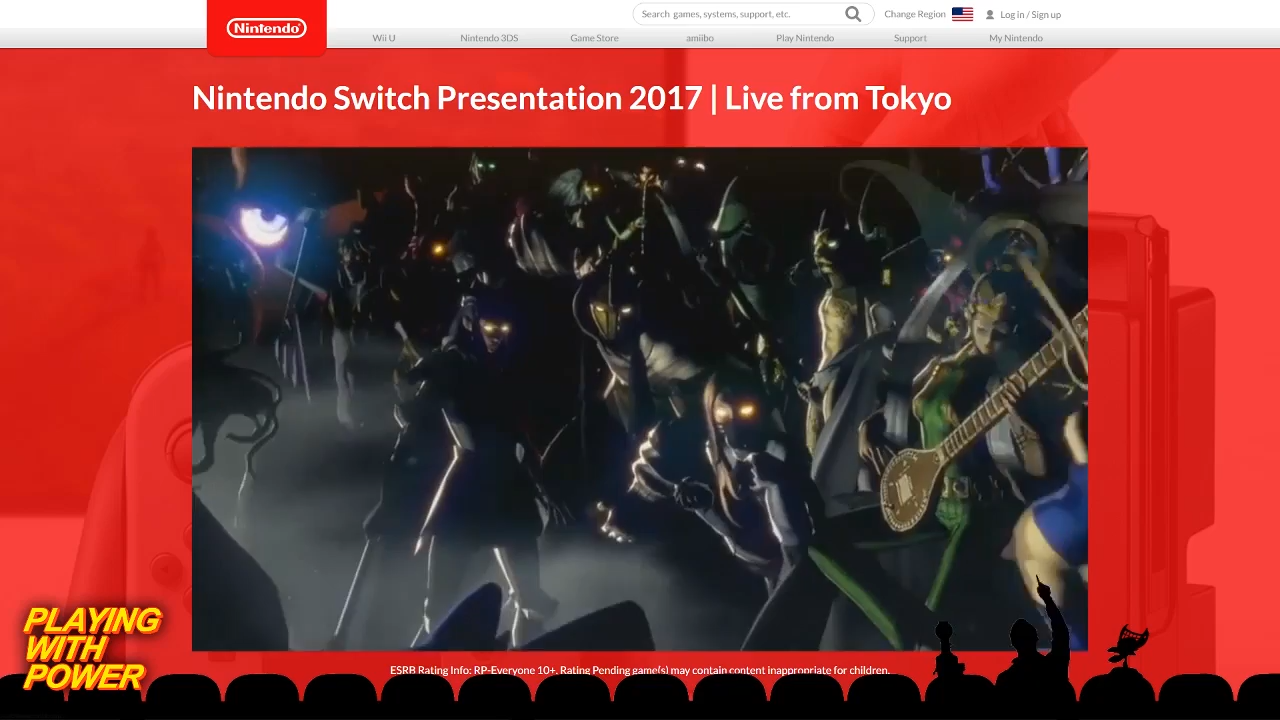 Nintendo
Search games, systems, support, etc.
Change Region
Log in / Sign up
Wii U
Nintendo 3DS
Game Store
amiibo
Play Nintendo
Support
My Nintendo
Nintendo Switch Presentation 2017 | Live from Tokyo
PLAYING
WITH
POWER
ESRB Rating Info: RP-Everyone 10+, Rating Pending game(s) may contain content inappropriate for children.